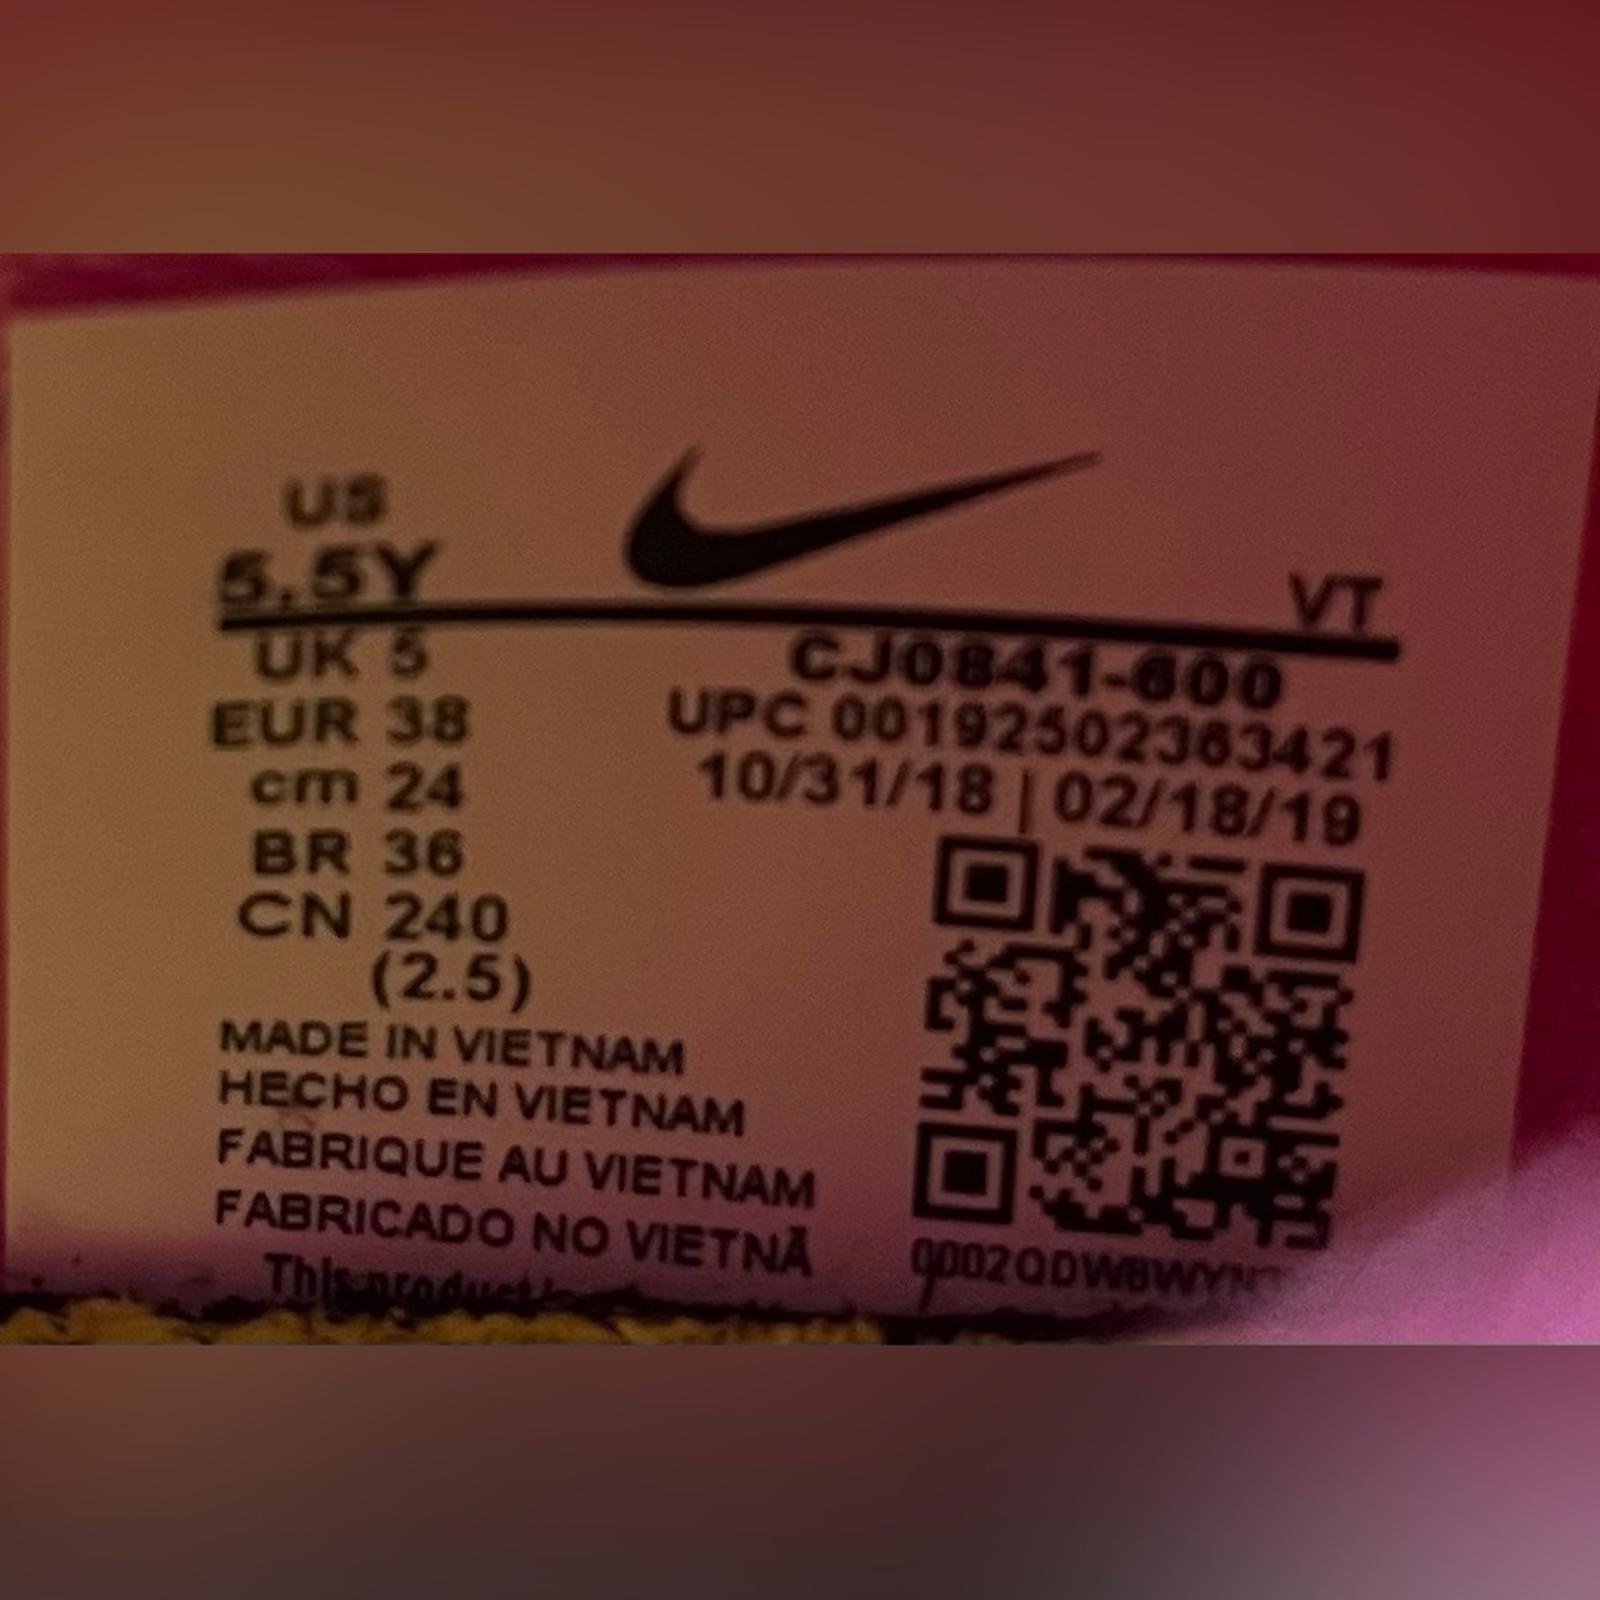 US
5.5Y
VT
UK 5
CJ0841-600
EUR 38
UPC 00192502363421
cm 24
10/31/18 | 02/18/19
BR 36
CN 240
(2.5)
MADE IN VIETNAM
HECHO EN VIETNAM
FABRIQUE AU VIETNAM
FABRICADO NO VIETNÃ
This product